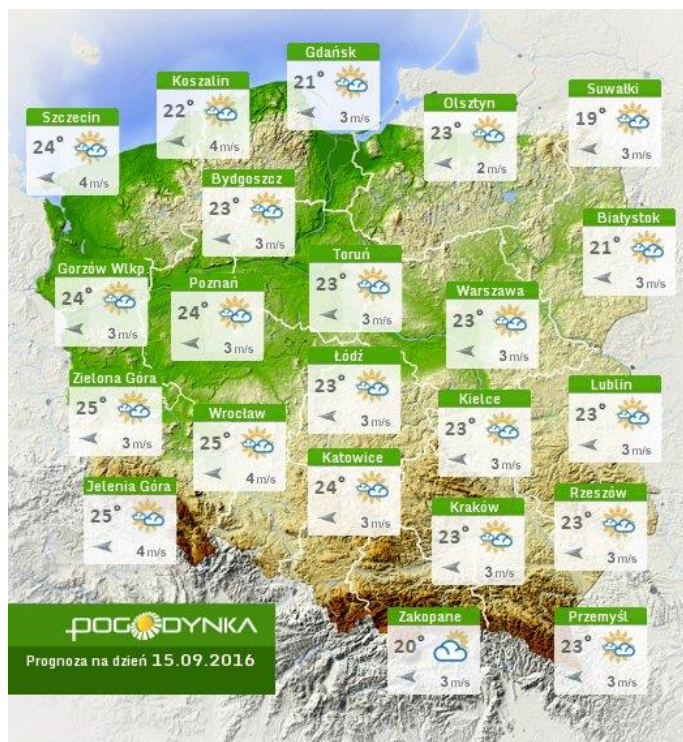 Gdańsk
21°
3 m/s
Koszalin
22°
4 m/s
Suwałki
19°
3 m/s
Olsztyn
23°
2 m/s
Szczecin
24°
4 m/s
Bydgoszcz
23°
3 m/s
Białystok
21°
3 m/s
Toruń
23°
3 m/s
Gorzów Wlkp
24°
3 m/s
Poznań
24°
3 m/s
Warszawa
23°
3 m/s
Łódź
23°
3 m/s
Zielona Góra
25°
3 m/s
Lublin
23°
3 m/s
Kielce
23°
3 m/s
Wrocław
25°
4 m/s
Katowice
24°
3 m/s
Jelenia Góra
25°
4 m/s
Rzeszów
23°
3 m/s
Kraków
23°
3 m/s
Zakopane
20°
3 m/s
Przemyśl
23°
3 m/s
POGODYNKA
Prognoza na dzień 15.09.2016